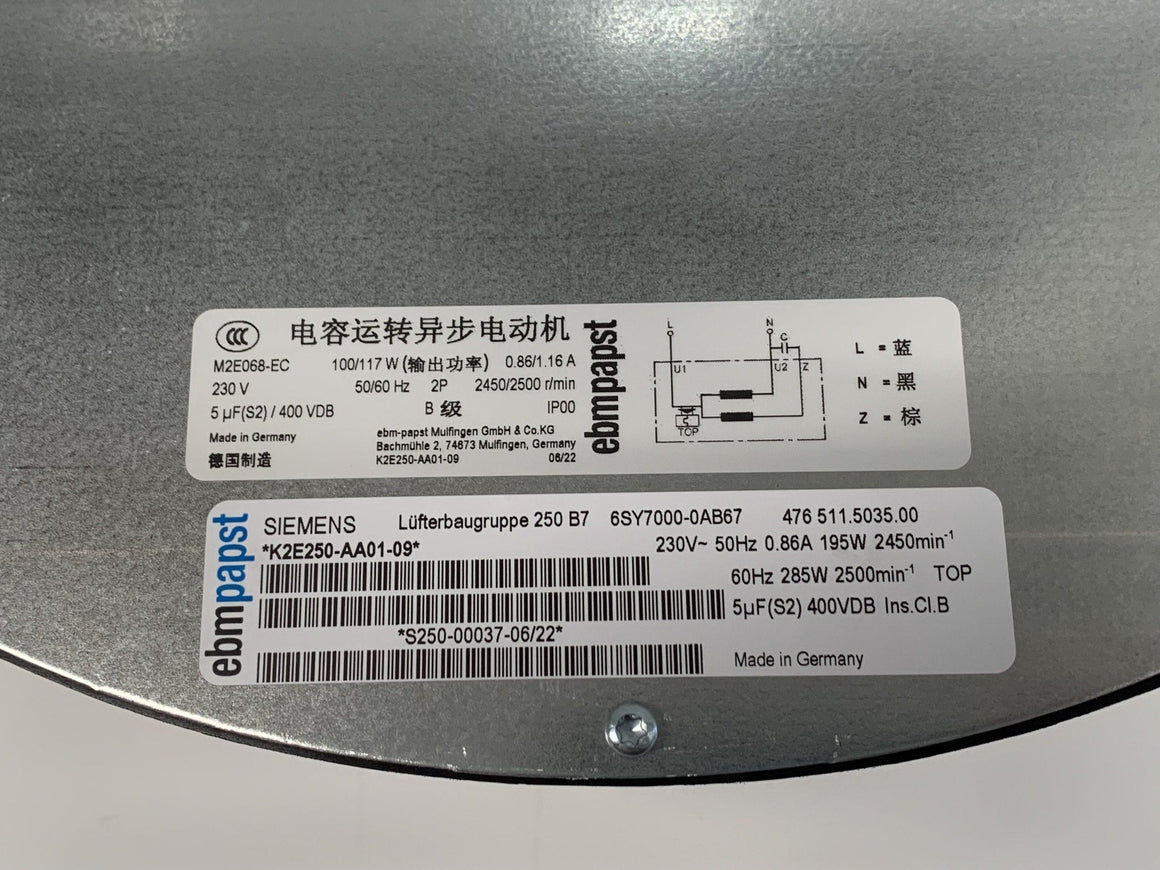 CCC 电容运转异步电动机
M2E068-EC 100/117 W (输出功率) 0.86/1.16 A
230 V 50/60 Hz 2P 2450/2500 r/min
5 µF(S2) / 400 VDB B 级 IP00
Made in Germany
德国制造
ebm-papst Mulfingen GmbH & Co.KG
Bachmühle 2, 74673 Mulfingen, Germany
K2E250-AA01-09 06/22
ebmpapst
L N
C
U1 U2 Z
TOP
L = 蓝
N = 黑
Z = 棕
ebmpapst
SIEMENS Lüfterbaugruppe 250 B7 6SY7000-0AB67 476 511.5035.00
*K2E250-AA01-09* 230V~ 50Hz 0.86A 195W 2450min⁻¹
60Hz 285W 2500min⁻¹ TOP
5µF(S2) 400VDB Ins.Cl.B
*S250-00037-06/22*
Made in Germany